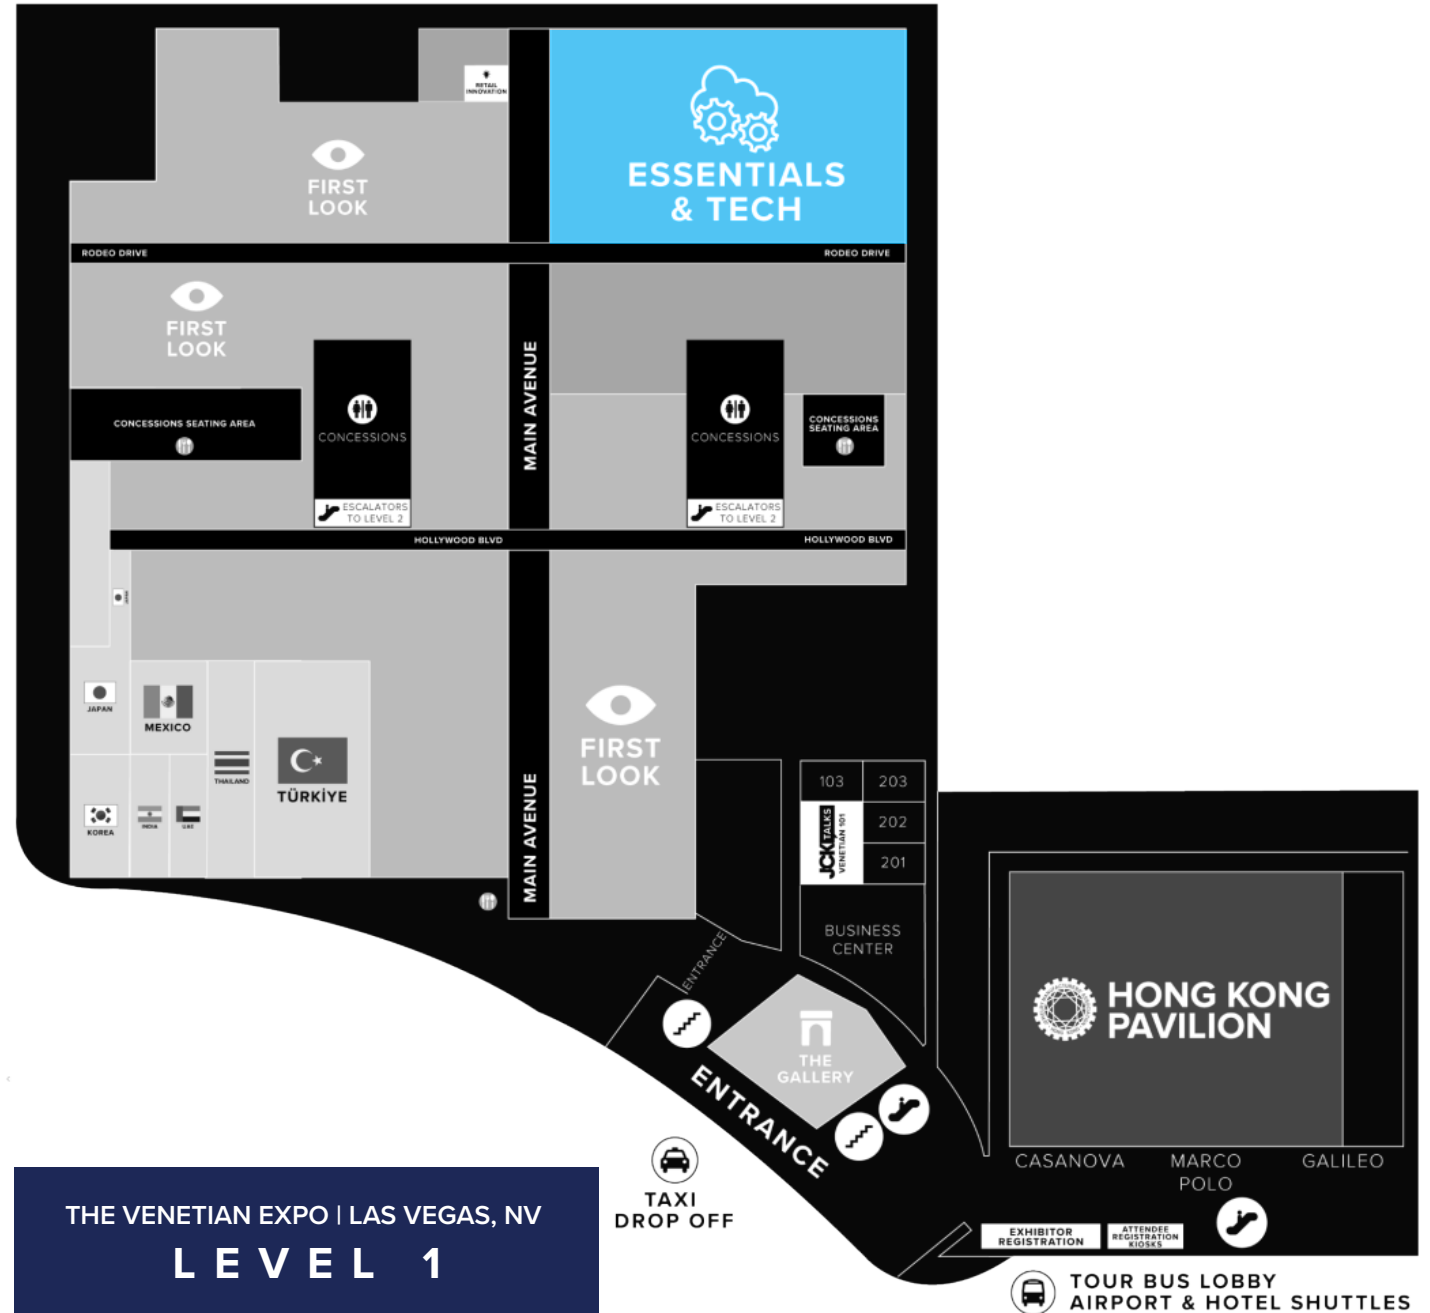 RETAIL
INNOVATION
ESSENTIALS
& TECH
FIRST
LOOK
RODEO DRIVE
RODEO DRIVE
FIRST
LOOK
MAIN AVENUE
CONCESSIONS SEATING AREA
CONCESSIONS
ESCALATORS
TO LEVEL 2
CONCESSIONS
ESCALATORS
TO LEVEL 2
CONCESSIONS
SEATING AREA
HOLLYWOOD BLVD
HOLLYWOOD BLVD
JAPAN
MEXICO
THAILAND
TÜRKİYE
KOREA
INDIA
UAE
FIRST
LOOK
MAIN AVENUE
103
203
JCK TALKS
VENETIAN 101
202
201
BUSINESS
CENTER
ENTRANCE
THE
GALLERY
ENTRANCE
HONG KONG
PAVILION
CASANOVA
MARCO
POLO
GALILEO
TAXI
DROP OFF
EXHIBITOR
REGISTRATION
ATTENDEE
REGISTRATION
KIOSKS
TOUR BUS LOBBY
AIRPORT & HOTEL SHUTTLES
THE VENETIAN EXPO | LAS VEGAS, NV
LEVEL 1